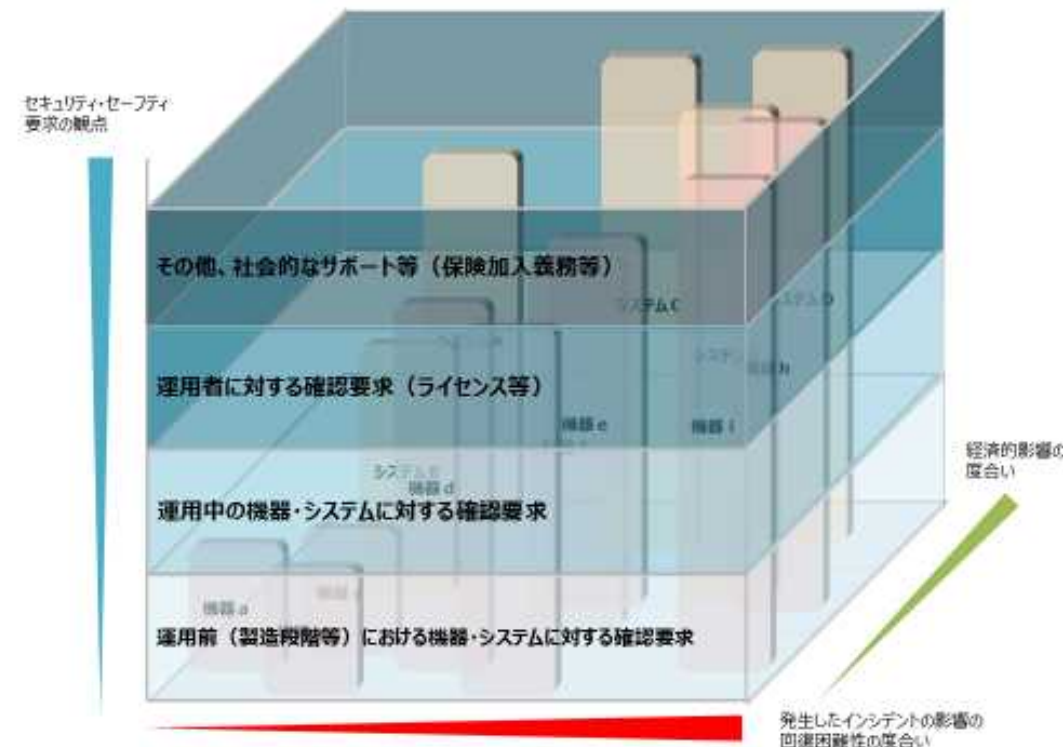 セキュリティ・セーフティ
要求の観点
その他、社会的なサポート等（保険加入義務等）
システムC
運用者に対する確認要求（ライセンス等）
機器 e
機器 i
経済的影響の
度合い
機器 d
運用中の機器・システムに対する確認要求
機器 a
運用前（製造段階等）における機器・システムに対する確認要求
発生したインシデントの影響の
回復困難性の度合い